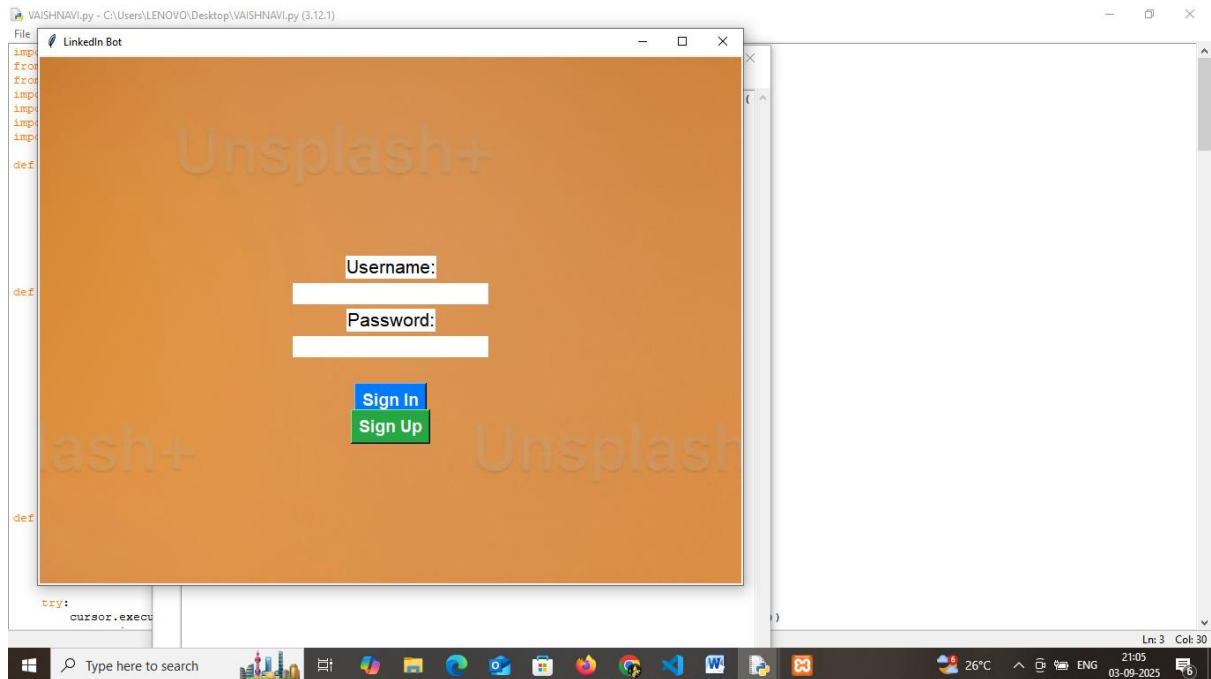 VAISHNAVI.py - C:\Users\LENOVO\Desktop\VAISHNAVI.py (3.12.1)
File
LinkedIn Bot
def
def
def
Unsplash+
Username:
Password:
Sign In
Sign Up
lash+
Unsplash
try:
cursor.execu
Ln: 3 Col: 30
Type here to search
26°C
ENG
21:05
03-09-2025
6